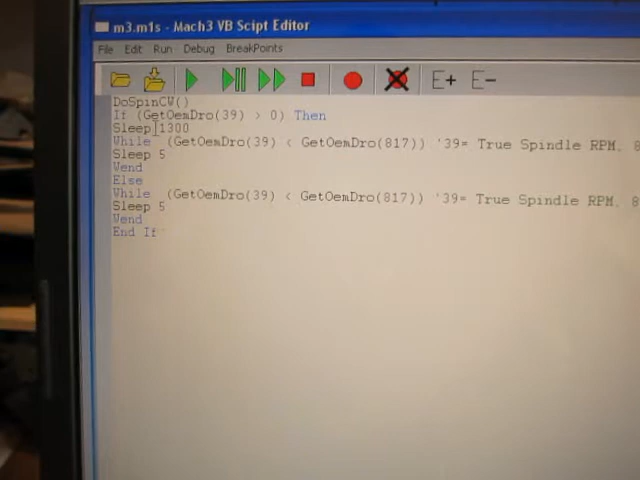 m3.m1s - Mach3 VB Scipt Editor
File Edit Run Debug BreakPoints
E+ E-
DoSpinCW()
If (GetOemDro(39) > 0) Then
Sleep 1300
While (GetOemDro(39) < GetOemDro(817)) '39= True Spindle RPM, 8
Sleep 5
Wend
Else
While (GetOemDro(39) < GetOemDro(817)) '39= True Spindle RPM, 8
Sleep 5
Wend
End If